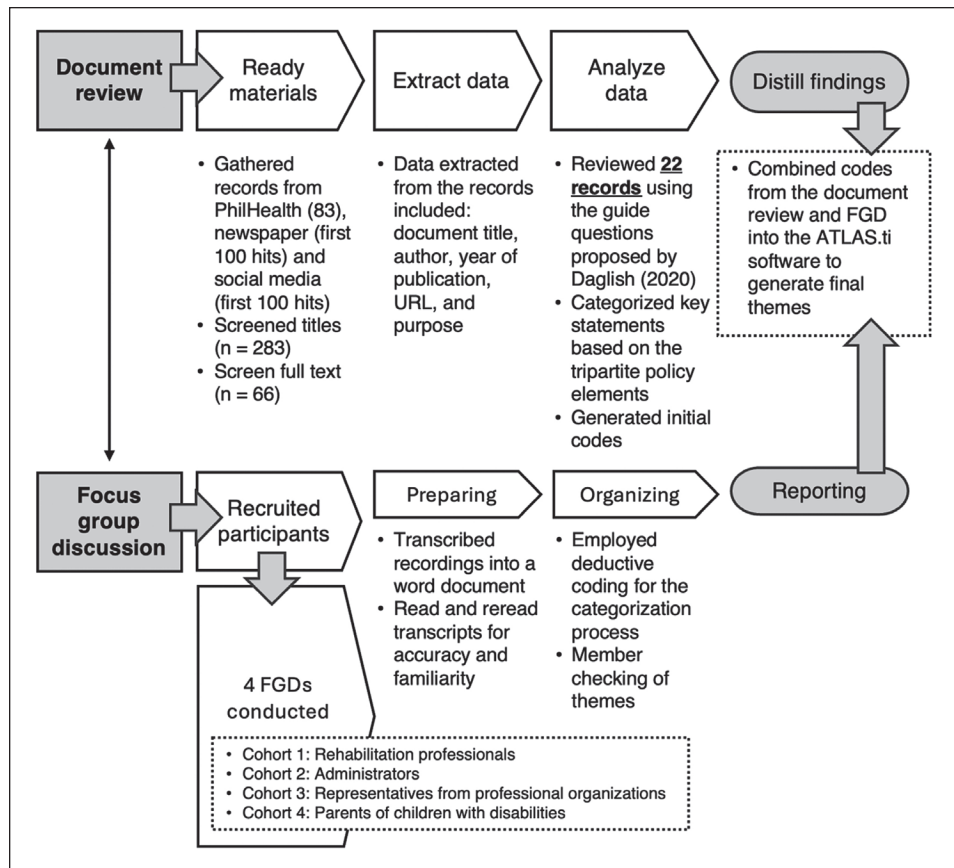 Document
review
Ready
materials
Extract data
Analyze
data
Distill findings
• Gathered
records from
PhilHealth (83),
newspaper (first
100 hits) and
social media
(first 100 hits)
• Screened titles
(n = 283)
• Screen full text
(n = 66)
• Data extracted
from the records
included:
document title,
author, year of
publication,
URL, and
purpose
• Reviewed 22
records using
the guide
questions
proposed by
Daglish (2020)
• Categorized key
statements
based on the
tripartite policy
elements
• Generated initial
codes
• Combined codes
from the document
review and FGD
into the ATLAS.ti
software to
generate final
themes
Focus
group
discussion
Recruited
participants
Preparing
Organizing
Reporting
• Transcribed
recordings into a
word document
• Read and reread
transcripts for
accuracy and
familiarity
• Employed
deductive
coding for the
categorization
process
• Member
checking of
themes
4 FGDs
conducted
• Cohort 1: Rehabilitation professionals
• Cohort 2: Administrators
• Cohort 3: Representatives from professional organizations
• Cohort 4: Parents of children with disabilities